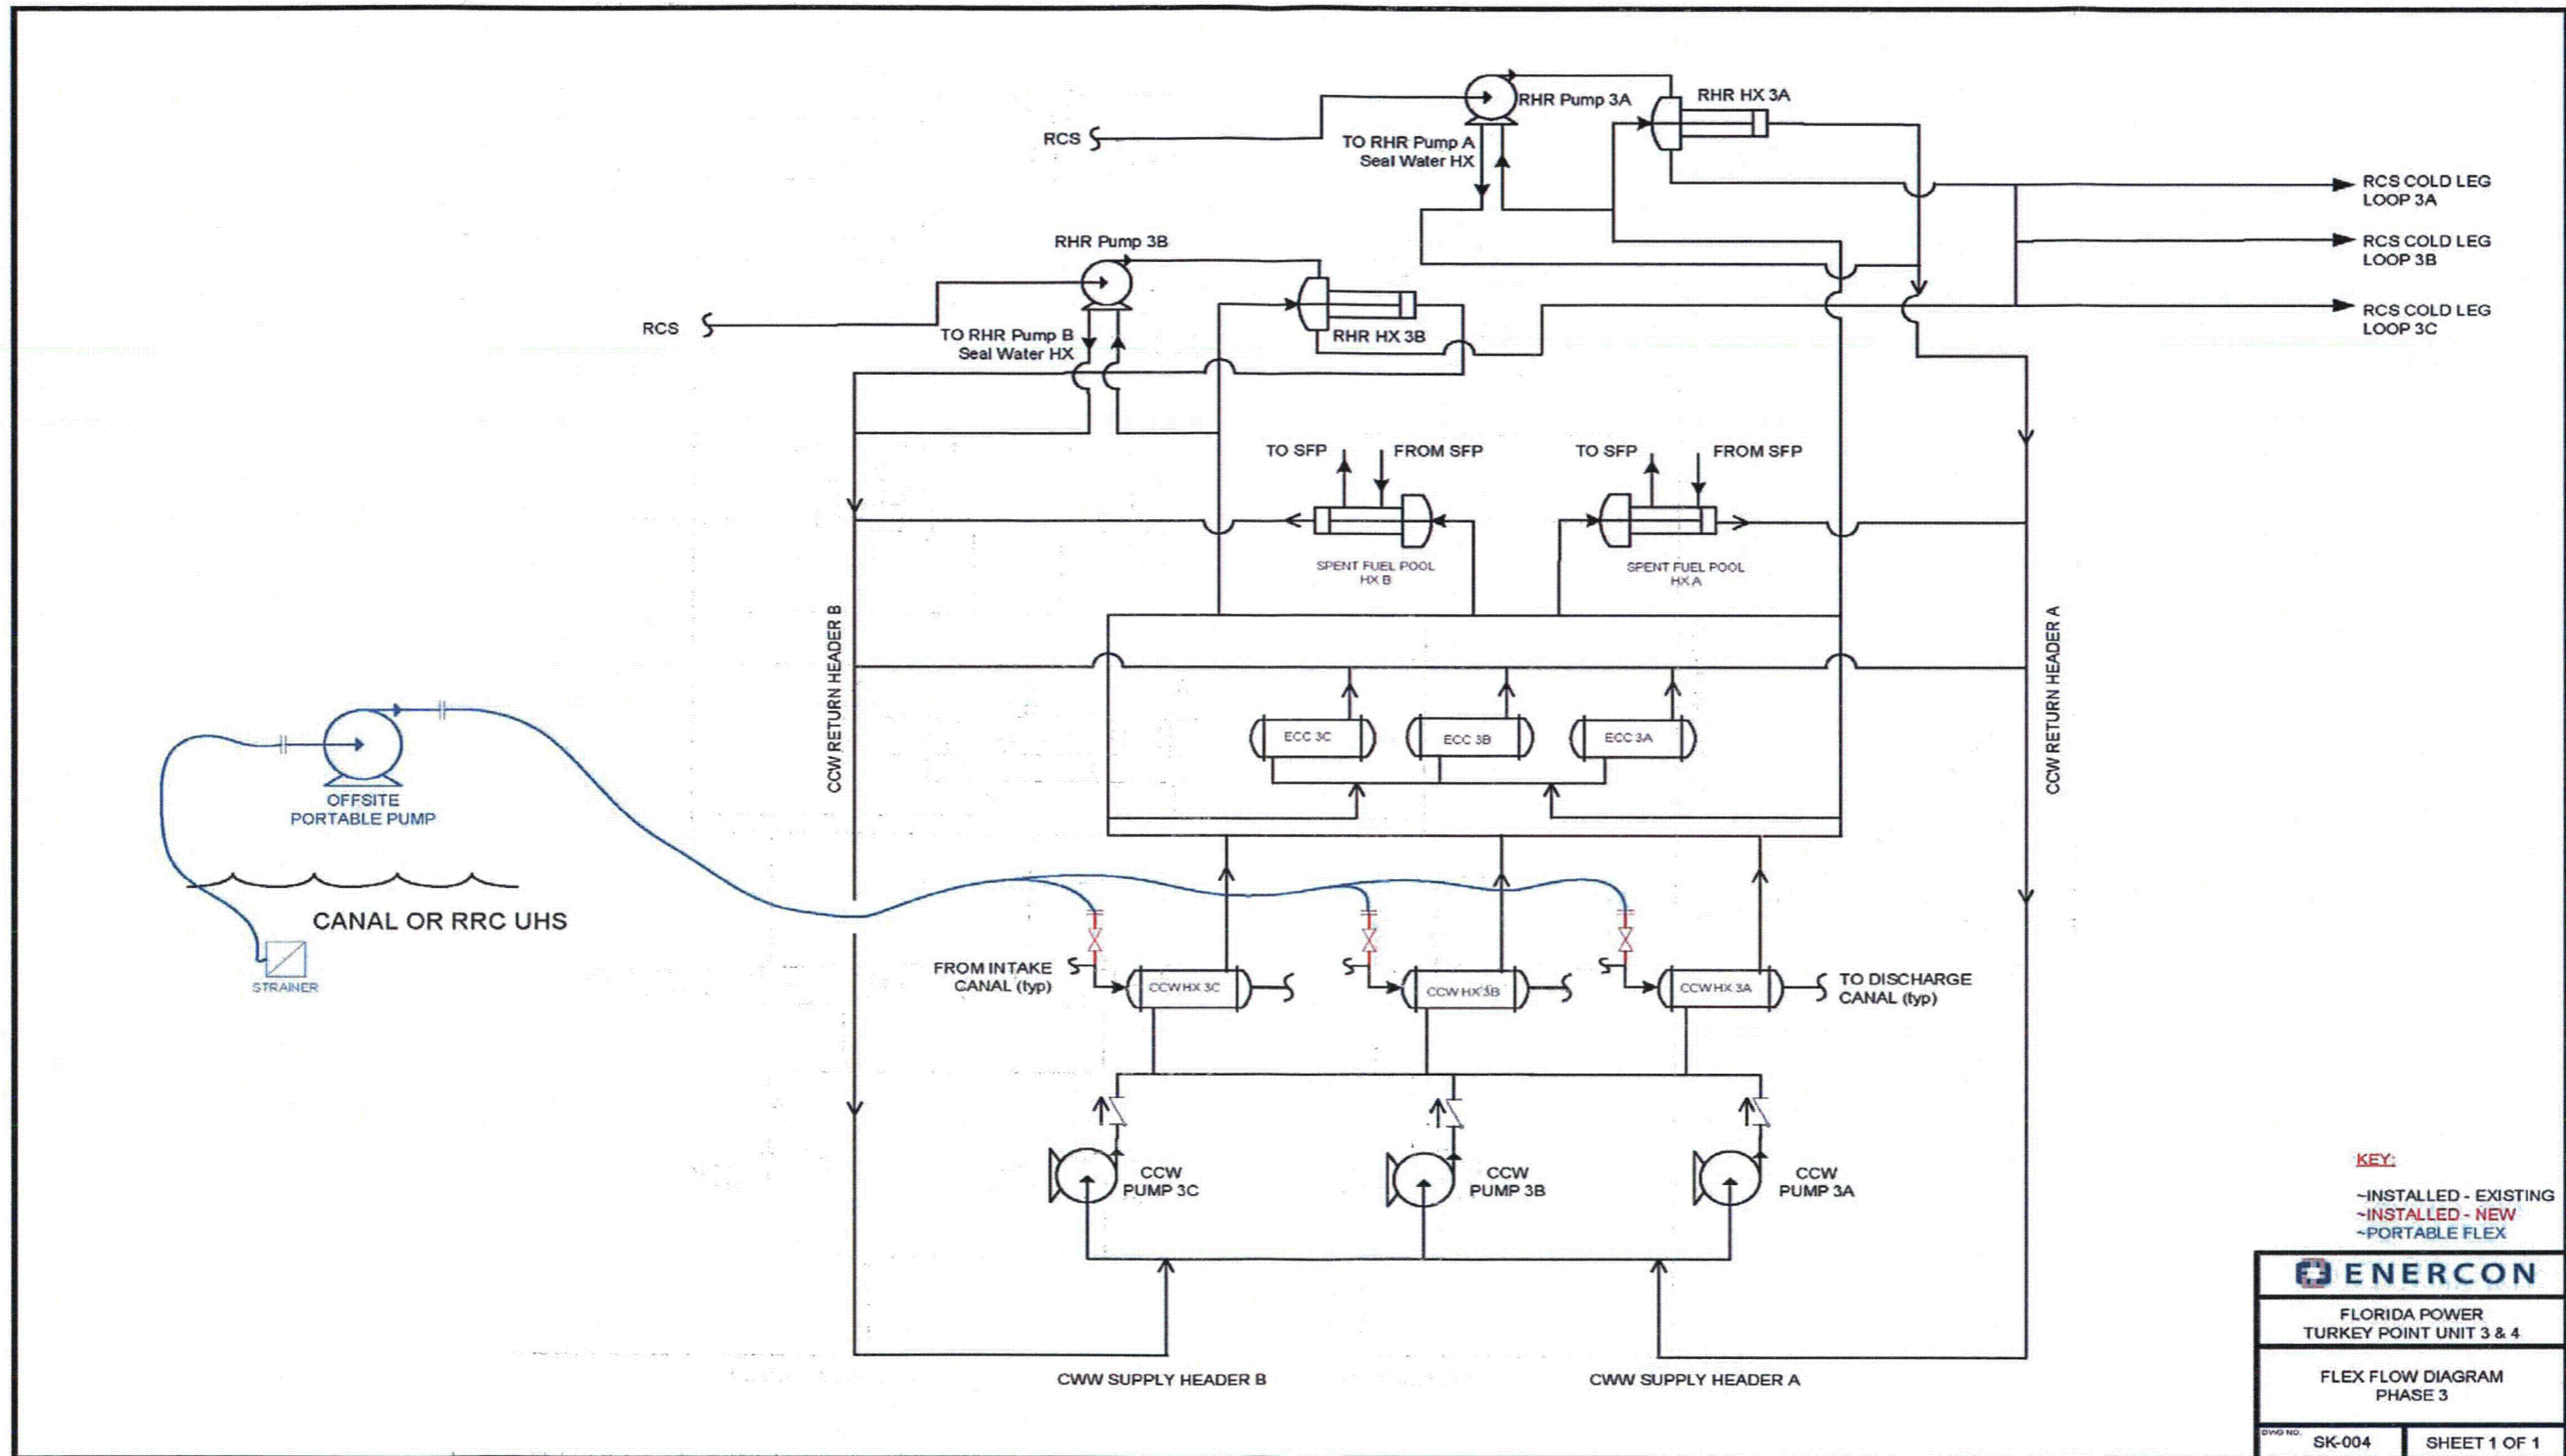 RHR Pump 3A
RHR HX 3A
RCS
TO RHR Pump A
Seal Water HX
RCS COLD LEG
LOOP 3A
RCS COLD LEG
LOOP 3B
RCS COLD LEG
LOOP 3C
RHR Pump 3B
RCS
TO RHR Pump B
Seal Water HX
RHR HX 3B
TO SFP
FROM SFP
TO SFP
FROM SFP
SPENT FUEL POOL
HX B
SPENT FUEL POOL
HX A
CCW RETURN HEADER B
CCW RETURN HEADER A
ECC 3C
ECC 3B
ECC 3A
OFFSITE
PORTABLE PUMP
CANAL OR RRC UHS
STRAINER
FROM INTAKE
CANAL (typ)
CCW HX 3C
CCW HX 3B
CCW HX 3A
TO DISCHARGE
CANAL (typ)
CCW
PUMP 3C
CCW
PUMP 3B
CCW
PUMP 3A
CWW SUPPLY HEADER B
CWW SUPPLY HEADER A
KEY:
~INSTALLED - EXISTING
~INSTALLED - NEW
~PORTABLE FLEX
ENERCON
FLORIDA POWER
TURKEY POINT UNIT 3 & 4
FLEX FLOW DIAGRAM
PHASE 3
DWG NO. SK-004
SHEET 1 OF 1